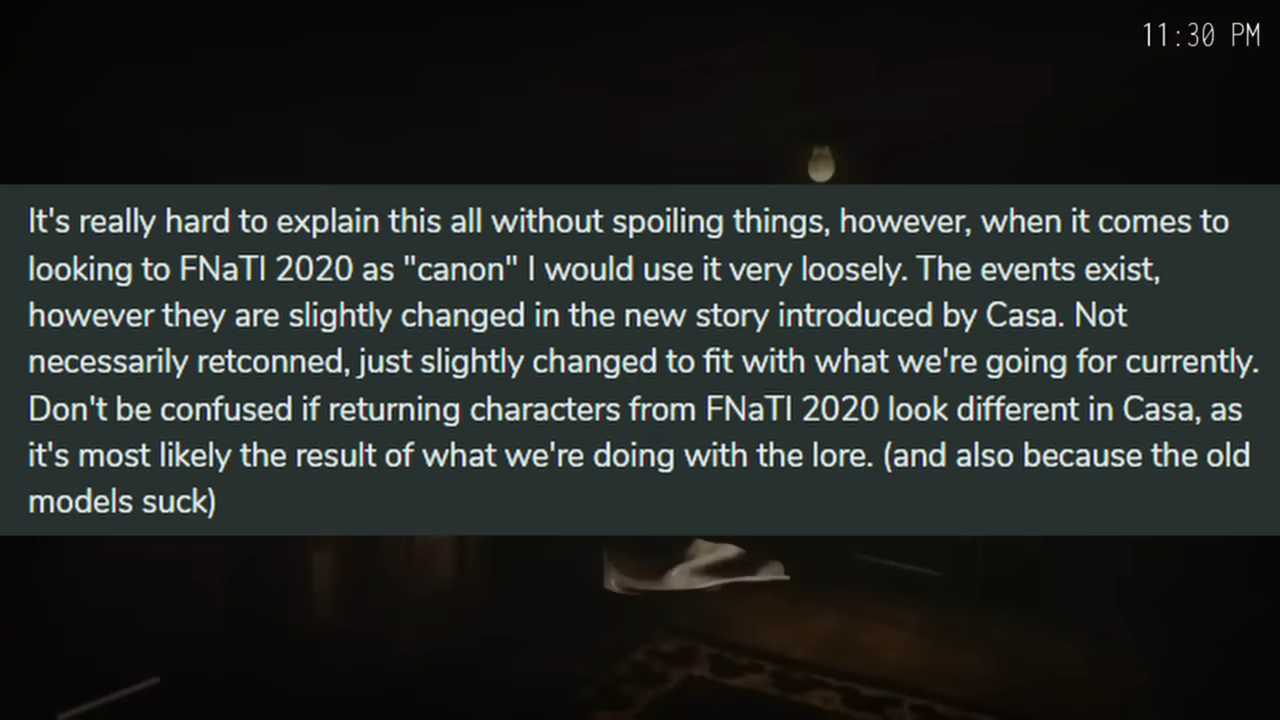 11:30 PM
It's really hard to explain this all without spoiling things, however, when it comes to
looking to FNaTI 2020 as "canon" I would use it very loosely. The events exist,
however they are slightly changed in the new story introduced by Casa. Not
necessarily retconned, just slightly changed to fit with what we're going for currently.
Don't be confused if returning characters from FNaTI 2020 look different in Casa, as
it's most likely the result of what we're doing with the lore. (and also because the old
models suck)